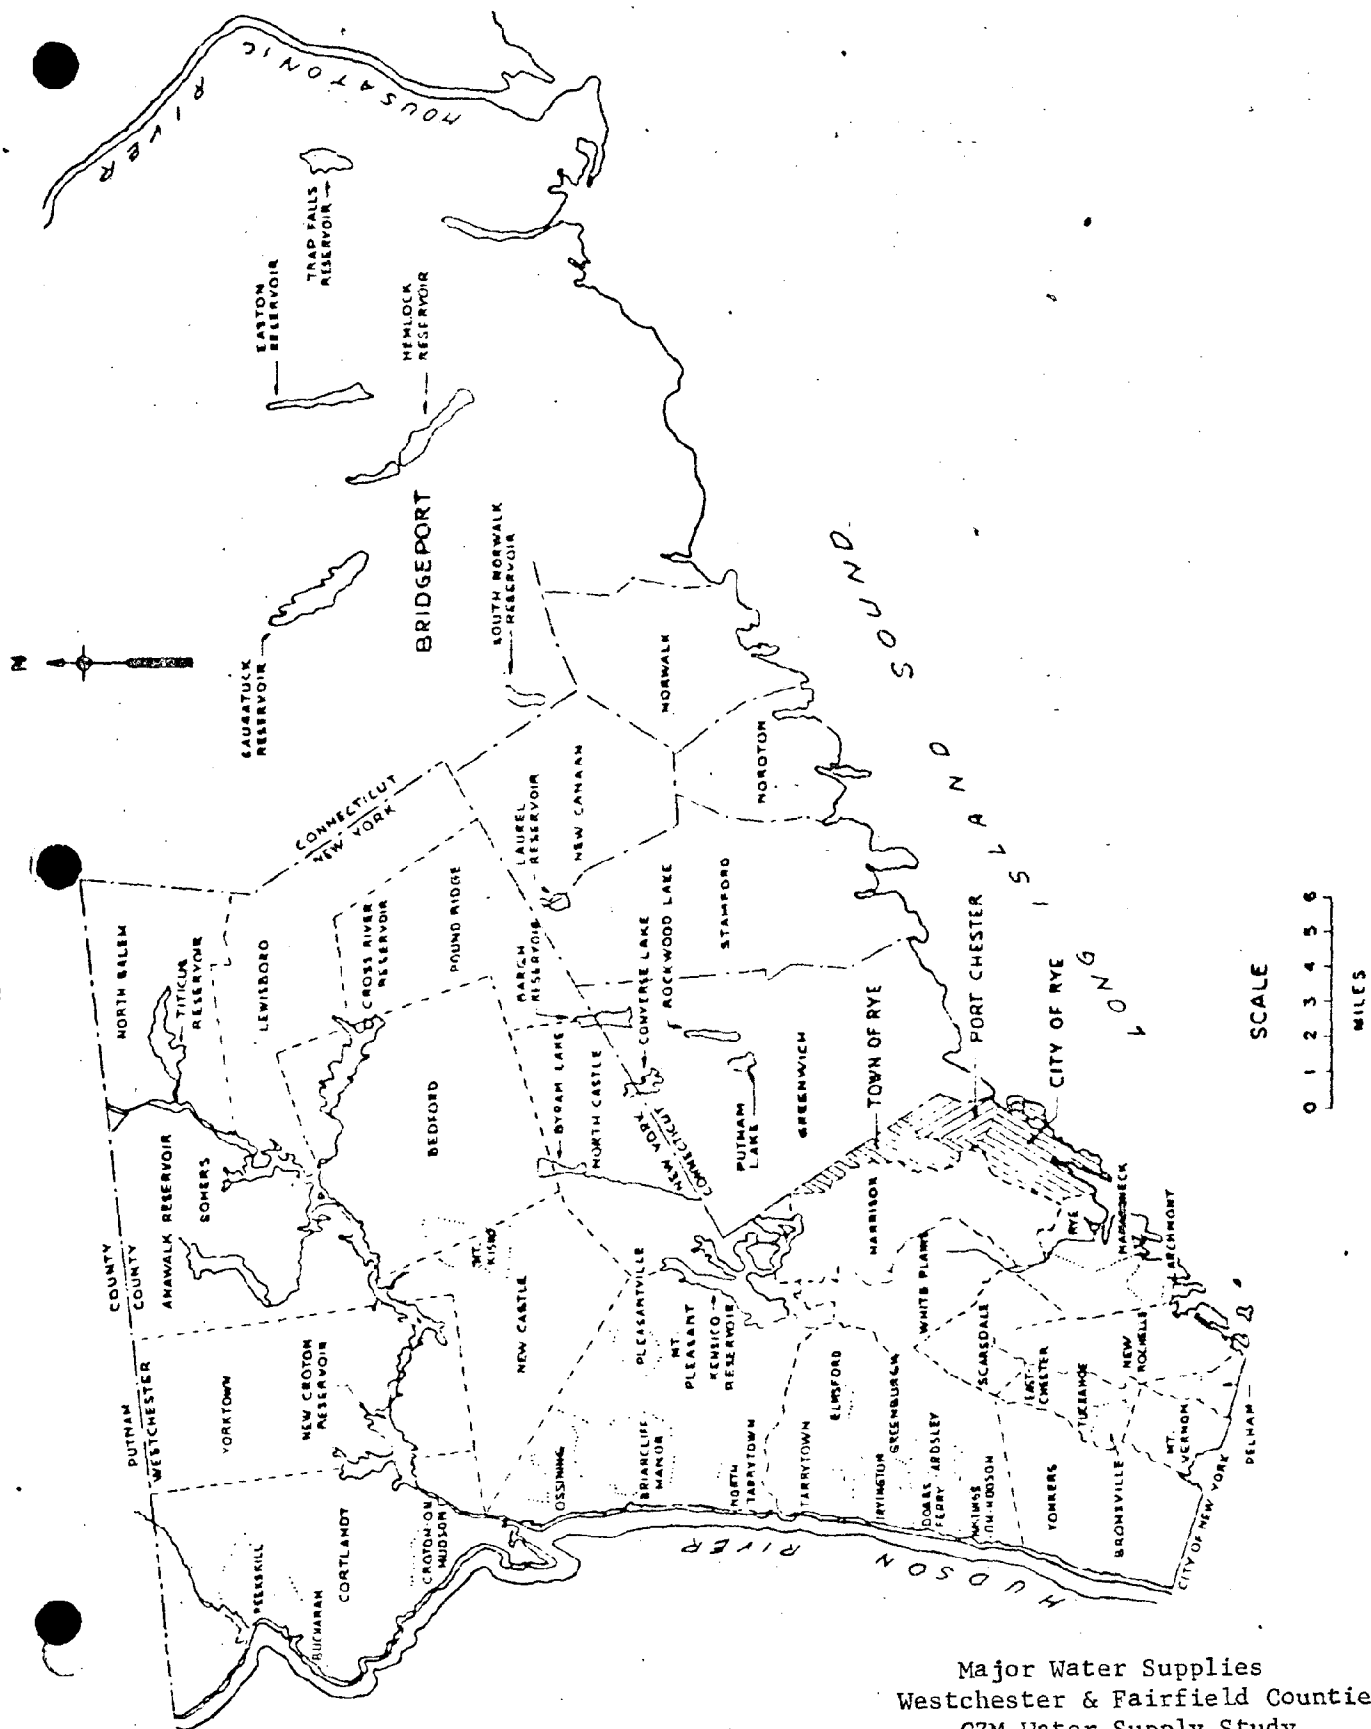 N
HOUSATONIC
RIVER
TRAP FALLS
RESERVOIR
EASTON
RESERVOIR
HEMLOCK
RESERVOIR
BRIDGEPORT
SAUGATUCK
RESERVOIR
SOUTH NORWALK
RESERVOIR
CONNECTICUT
NEW YORK
NORTH SALEM
TITICUS
RESERVOIR
LEWISBORO
CROSS RIVER
RESERVOIR
POUND RIDGE
LAUREL
RESERVOIR
NEW CANAAN
NORWALK
NOROTON
STAMFORD
RESERVOIR
BYRAM LAKE
CONVERSE LAKE
ROCKWOOD LAKE
NORTH CASTLE
NEW YORK
CONNECTICUT
PUTNAM
LAKE
GREENWICH
BEDFORD
PUTNAM COUNTY
WESTCHESTER COUNTY
AMAWALK RESERVOIR
SOMERS
YORKTOWN
NEW CROTON
RESERVOIR
MT.
KISCO
NEW CASTLE
PLEASANTVILLE
MT.
PLEASANT
KENSICO
RESERVOIR
HARRISON
TOWN OF RYE
PORT CHESTER
CITY OF RYE
RYE
MAMARONECK
LARCHMONT
WHITE PLAINS
SCARSDALE
EAST
CHESTER
TUCKAHOE
NEW
ROCHELLE
MT.
VERNON
PELHAM
CITY OF NEW YORK
BRONXVILLE
YONKERS
ON-HUDSON
DOBBS
FERRY
ARDSLEY
IRVINGTON
GREENBURGH
ELMSFORD
TARRYTOWN
NORTH
TARRYTOWN
BRIARCLIFF
MANOR
OSSINING
CROTON-ON
HUDSON
CORTLANDT
BUCHANAN
PEEKSKILL
HUDSON RIVER
LONG ISLAND SOUND
SCALE
0 1 2 3 4 5 6
MILES
Major Water Supplies
Westchester & Fairfield Countie
CZM Water Supply Study